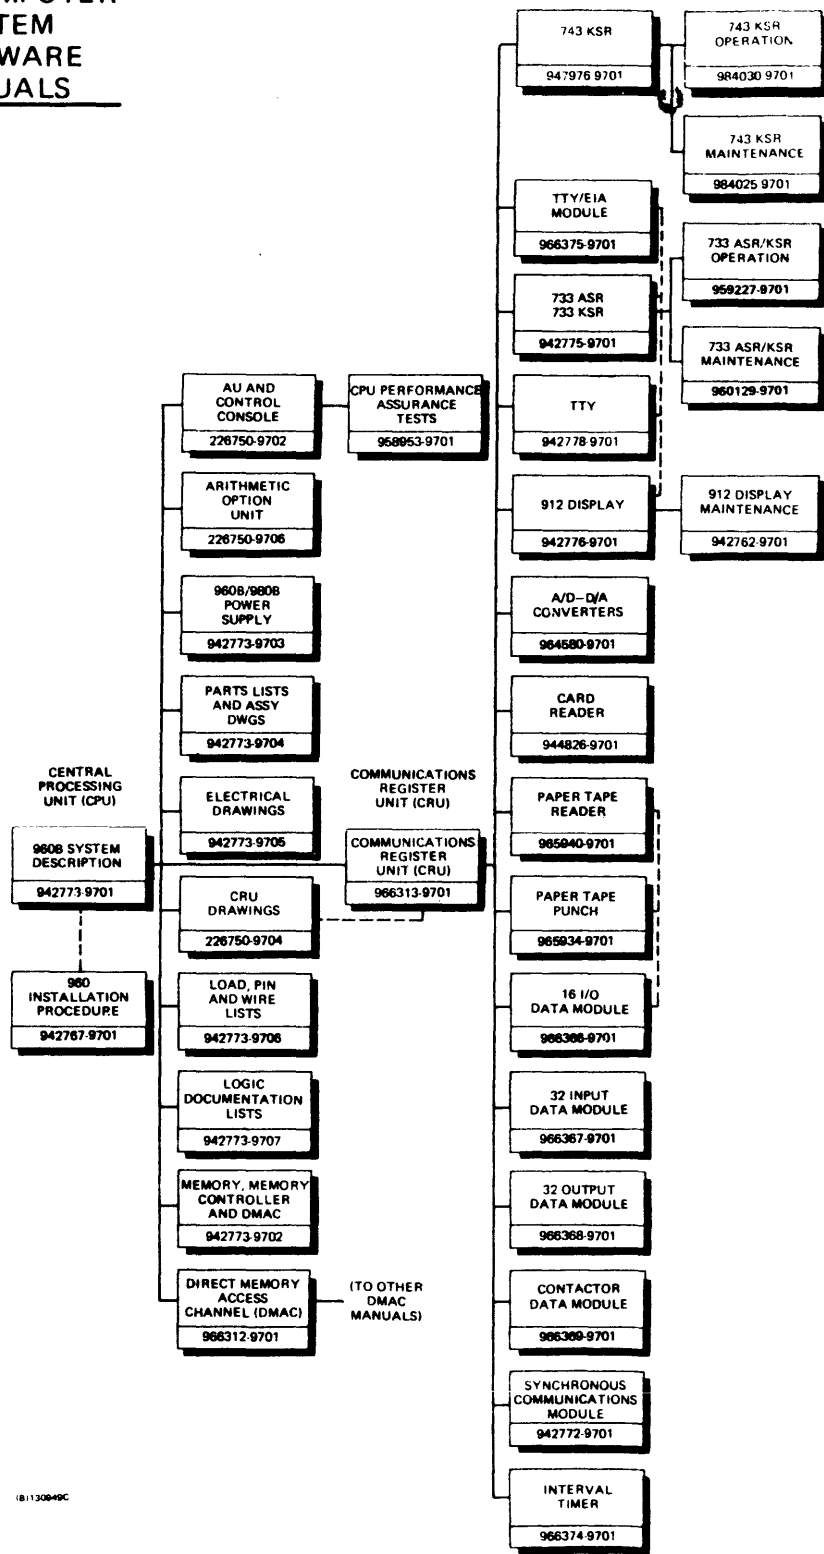 MPUTER
TEM
WARE
UALS
743 KSR
947976-9701
743 KSR
OPERATION
984030-9701
743 KSR
MAINTENANCE
984025 9701
TTY/EIA
MODULE
966375-9701
733 ASR/KSR
OPERATION
959227-9701
733 ASR
733 KSR
942775-9701
733 ASR/KSR
MAINTENANCE
960129-9701
AU AND
CONTROL
CONSOLE
226750-9702
CPU PERFORMANCE
ASSURANCE
TESTS
958953-9701
TTY
942778-9701
ARITHMETIC
OPTION
UNIT
226750-9706
912 DISPLAY
942776-9701
912 DISPLAY
MAINTENANCE
942762-9701
960B/980B
POWER
SUPPLY
942773-9703
A/D-D/A
CONVERTERS
964580-9701
PARTS LISTS
AND ASSY
DWGS
942773-9704
CARD
READER
944826-9701
CENTRAL
PROCESSING
UNIT (CPU)
ELECTRICAL
DRAWINGS
942773-9705
COMMUNICATIONS
REGISTER
UNIT (CRU)
PAPER TAPE
READER
965940-9701
960B SYSTEM
DESCRIPTION
942773-9701
COMMUNICATIONS
REGISTER
UNIT (CRU)
966313-9701
CRU
DRAWINGS
226750-9704
PAPER TAPE
PUNCH
965934-9701
960
INSTALLATION
PROCEDURE
942767-9701
LOAD, PIN
AND WIRE
LISTS
942773-9706
16 I/O
DATA MODULE
966366-9701
LOGIC
DOCUMENTATION
LISTS
942773-9707
32 INPUT
DATA MODULE
966367-9701
MEMORY, MEMORY
CONTROLLER
AND DMAC
942773-9702
32 OUTPUT
DATA MODULE
966368-9701
DIRECT MEMORY
ACCESS
CHANNEL (DMAC)
966312-9701
(TO OTHER
DMAC
MANUALS)
CONTACTOR
DATA MODULE
966369-9701
SYNCHRONOUS
COMMUNICATIONS
MODULE
942772-9701
INTERVAL
TIMER
966374-9701
(B)130949C